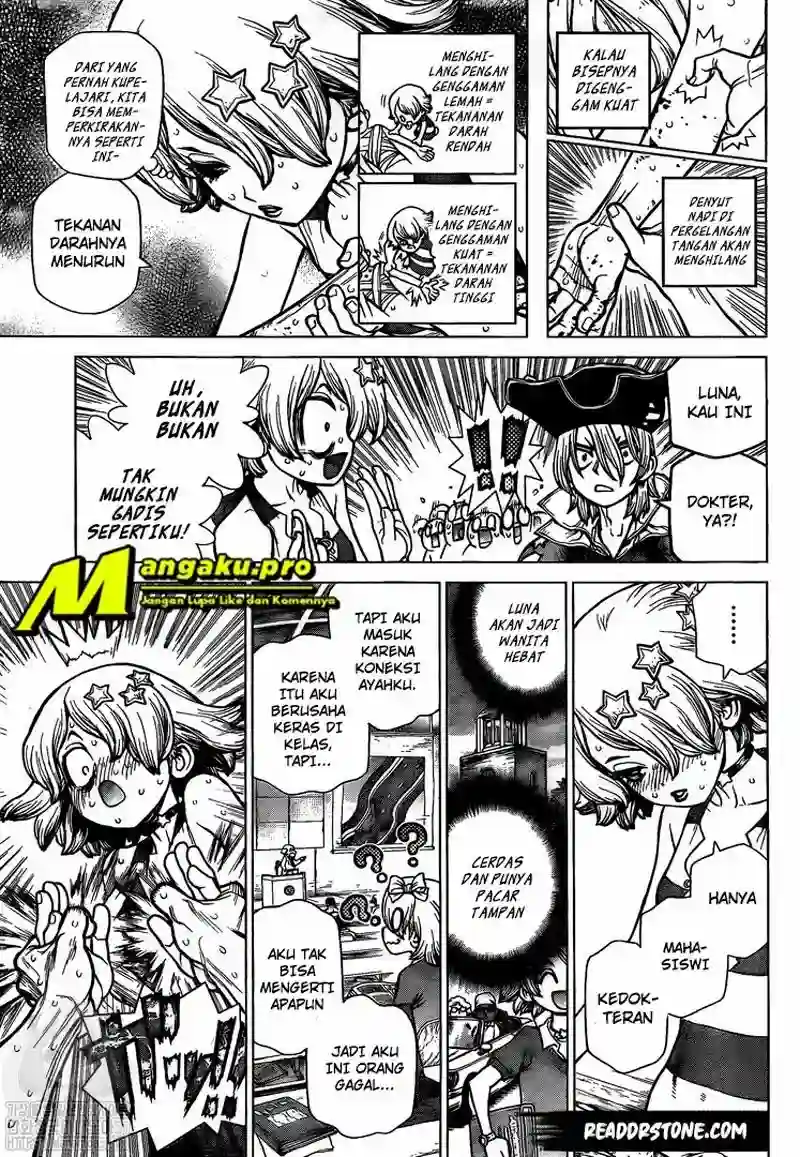 KALAU
BISEPNYA
DIGENG-
GAM KUAT
DENYUT
NADI DI
PERGELANGAN
TANGAN AKAN
MENGHILANG
MENGHI-
LANG DENGAN
GENGGAMAN
LEMAH =
TEKANANAN
DARAH
RENDAH
MENGHI-
LANG DENGAN
GENGGAMAN
KUAT =
TEKANANAN
DARAH
TINGGI
DARI YANG
PERNAH KUPE-
LAJARI, KITA
BISA MEM-
PERKIRAKAN-
NYA SEPERTI
INI-
TEKANAN
DARAHNYA
MENURUN
LUNA,
KAU INI
DOKTER,
YA?!
!!
UH,
BUKAN
BUKAN
TAK
MUNGKIN
GADIS
SEPERTIKU!
Mangaku.pro
Jangan Lupa Like dan Komennya
......
HANYA
MAHA-
SISWI
KEDOK-
TERAN
LUNA
AKAN JADI
WANITA
HEBAT
CERDAS
DAN PUNYA
PACAR
TAMPAN
TAPI AKU
MASUK
KARENA
KONEKSI
AYAHKU.
KARENA
ITU AKU
BERUSAHA
KERAS DI
KELAS,
TAPI...
? ? ?
AKU TAK
BISA
MENGERTI
APAPUN
JADI AKU
INI ORANG
GAGAL...
READDRSTONE.COM